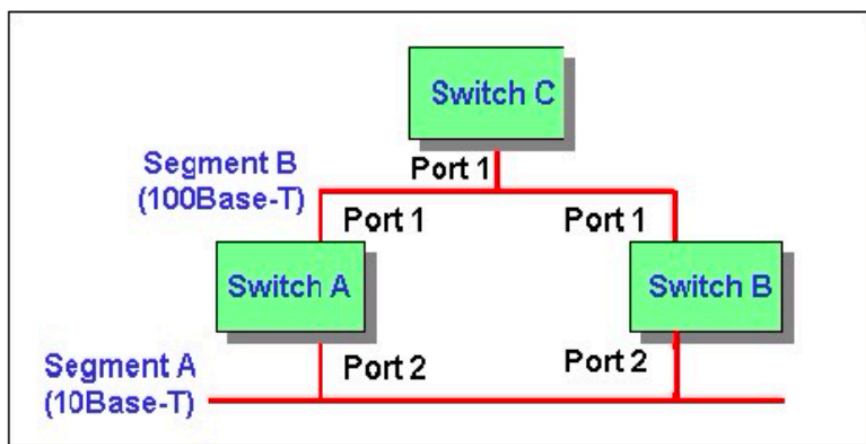 Switch C
Segment B
(100Base-T)
Port 1
Port 1
Port 1
Switch A
Switch B
Segment A
(10Base-T)
Port 2
Port 2